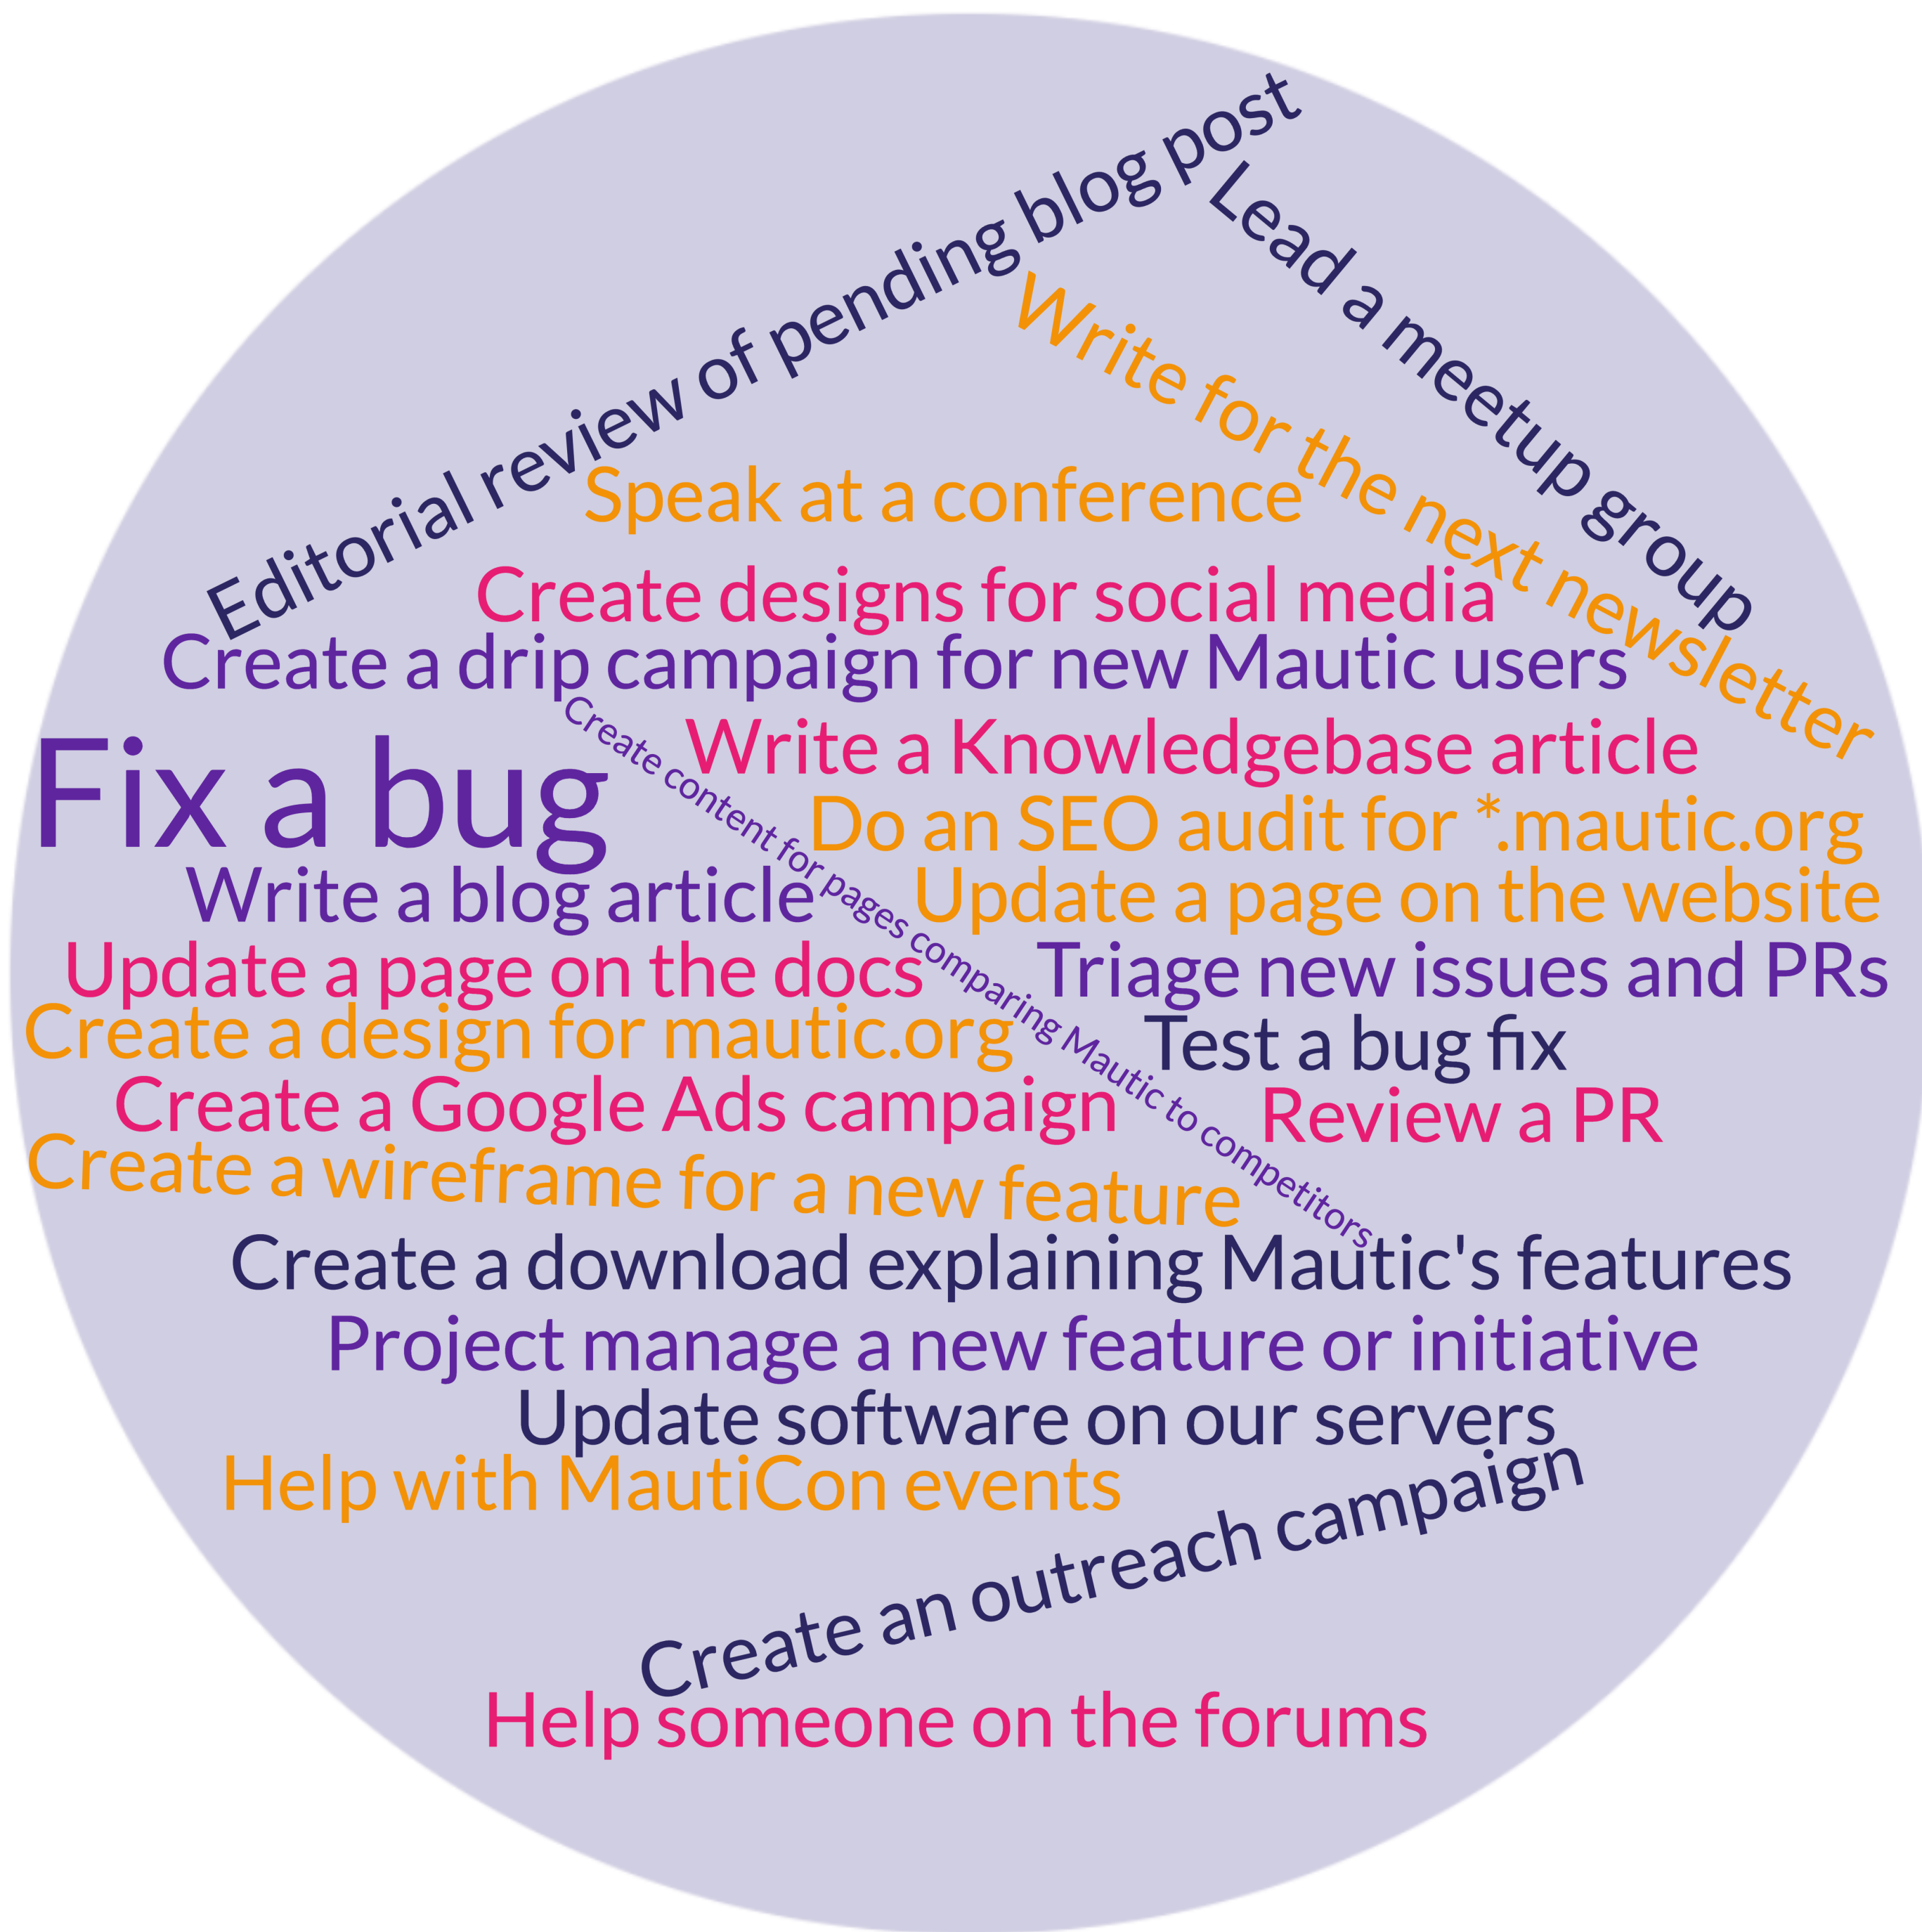 Editorial review of pending blog post
Lead a meetup group
Write for the next newsletter
Speak at a conference
Create designs for social media
Create a drip campaign for new Mautic users
Fix a bug
Create content for pages comparing Mautic to competitors
Write a Knowledgebase article
Do an SEO audit for *.mautic.org
Write a blog article
Update a page on the website
Update a page on the docs
Triage new issues and PRs
Create a design for mautic.org
Test a bug fix
Create a Google Ads campaign
Review a PR
Create a wireframe for a new feature
Create a download explaining Mautic's features
Project manage a new feature or initiative
Update software on our servers
Help with MautiCon events
Create an outreach campaign
Help someone on the forums